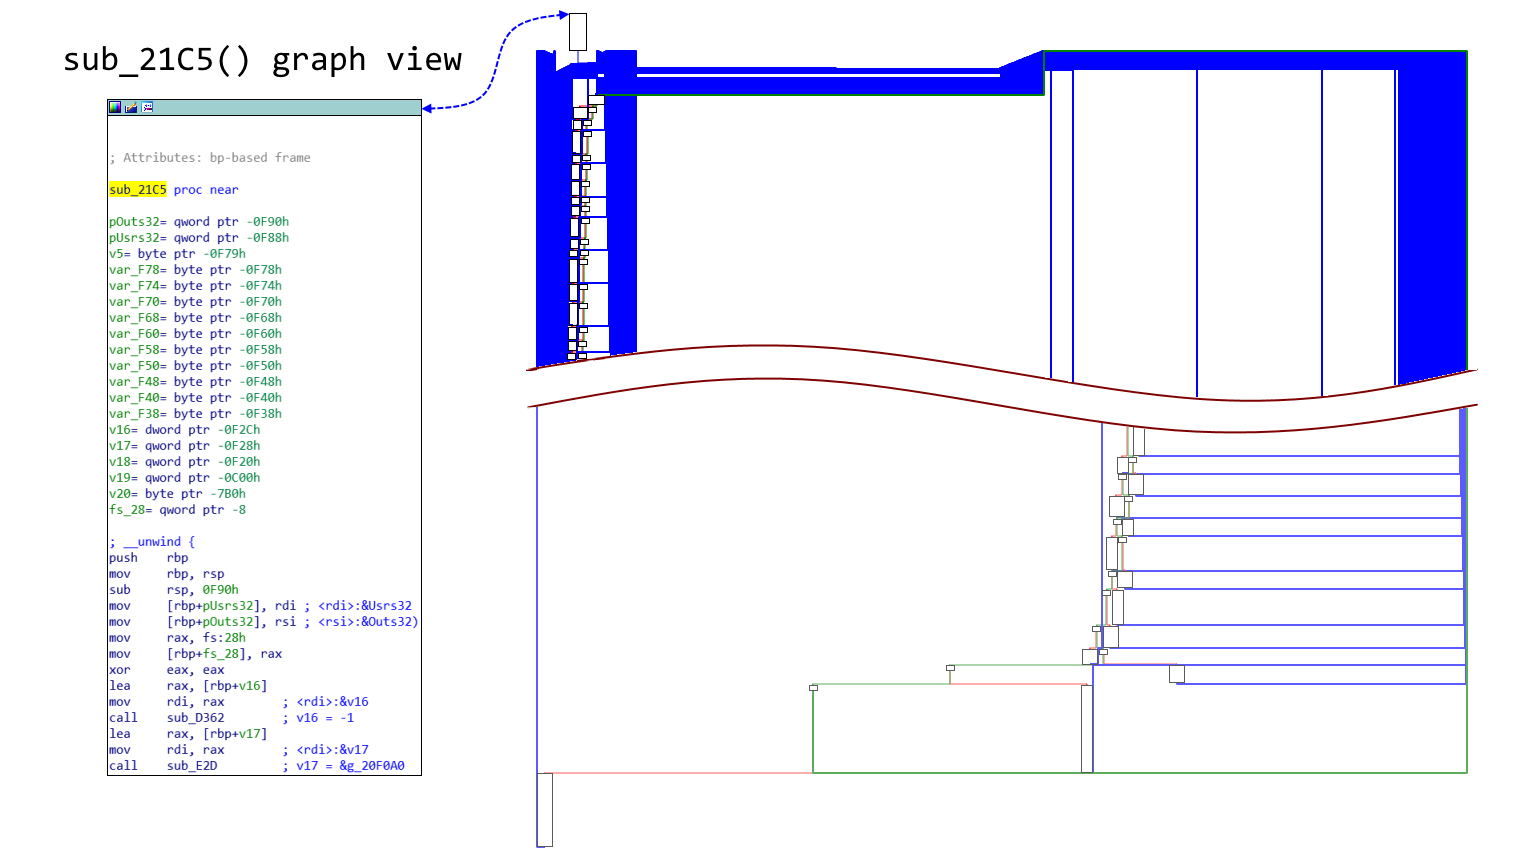 sub_21C5() graph view
; Attributes: bp-based frame
sub_21C5 proc near
pOuts32= qword ptr -0F90h
pUsrs32= qword ptr -0F88h
v5= byte ptr -0F79h
var_F78= byte ptr -0F78h
var_F74= byte ptr -0F74h
var_F70= byte ptr -0F70h
var_F68= byte ptr -0F68h
var_F60= byte ptr -0F60h
var_F58= byte ptr -0F58h
var_F50= byte ptr -0F50h
var_F48= byte ptr -0F48h
var_F40= byte ptr -0F40h
var_F38= byte ptr -0F38h
v16= dword ptr -0F2Ch
v17= qword ptr -0F28h
v18= qword ptr -0F20h
v19= qword ptr -0C00h
v20= byte ptr -7B0h
fs_28= qword ptr -8
; __unwind {
push rbp
mov rbp, rsp
sub rsp, 0F90h
mov [rbp+pUsrs32], rdi ; <rdi>:&Usrs32
mov [rbp+pOuts32], rsi ; <rsi>:&Outs32)
mov rax, fs:28h
mov [rbp+fs_28], rax
xor eax, eax
lea rax, [rbp+v16]
mov rdi, rax ; <rdi>:&v16
call sub_D362 ; v16 = -1
lea rax, [rbp+v17]
mov rdi, rax ; <rdi>:&v17
call sub_E2D ; v17 = &g_20F0A0